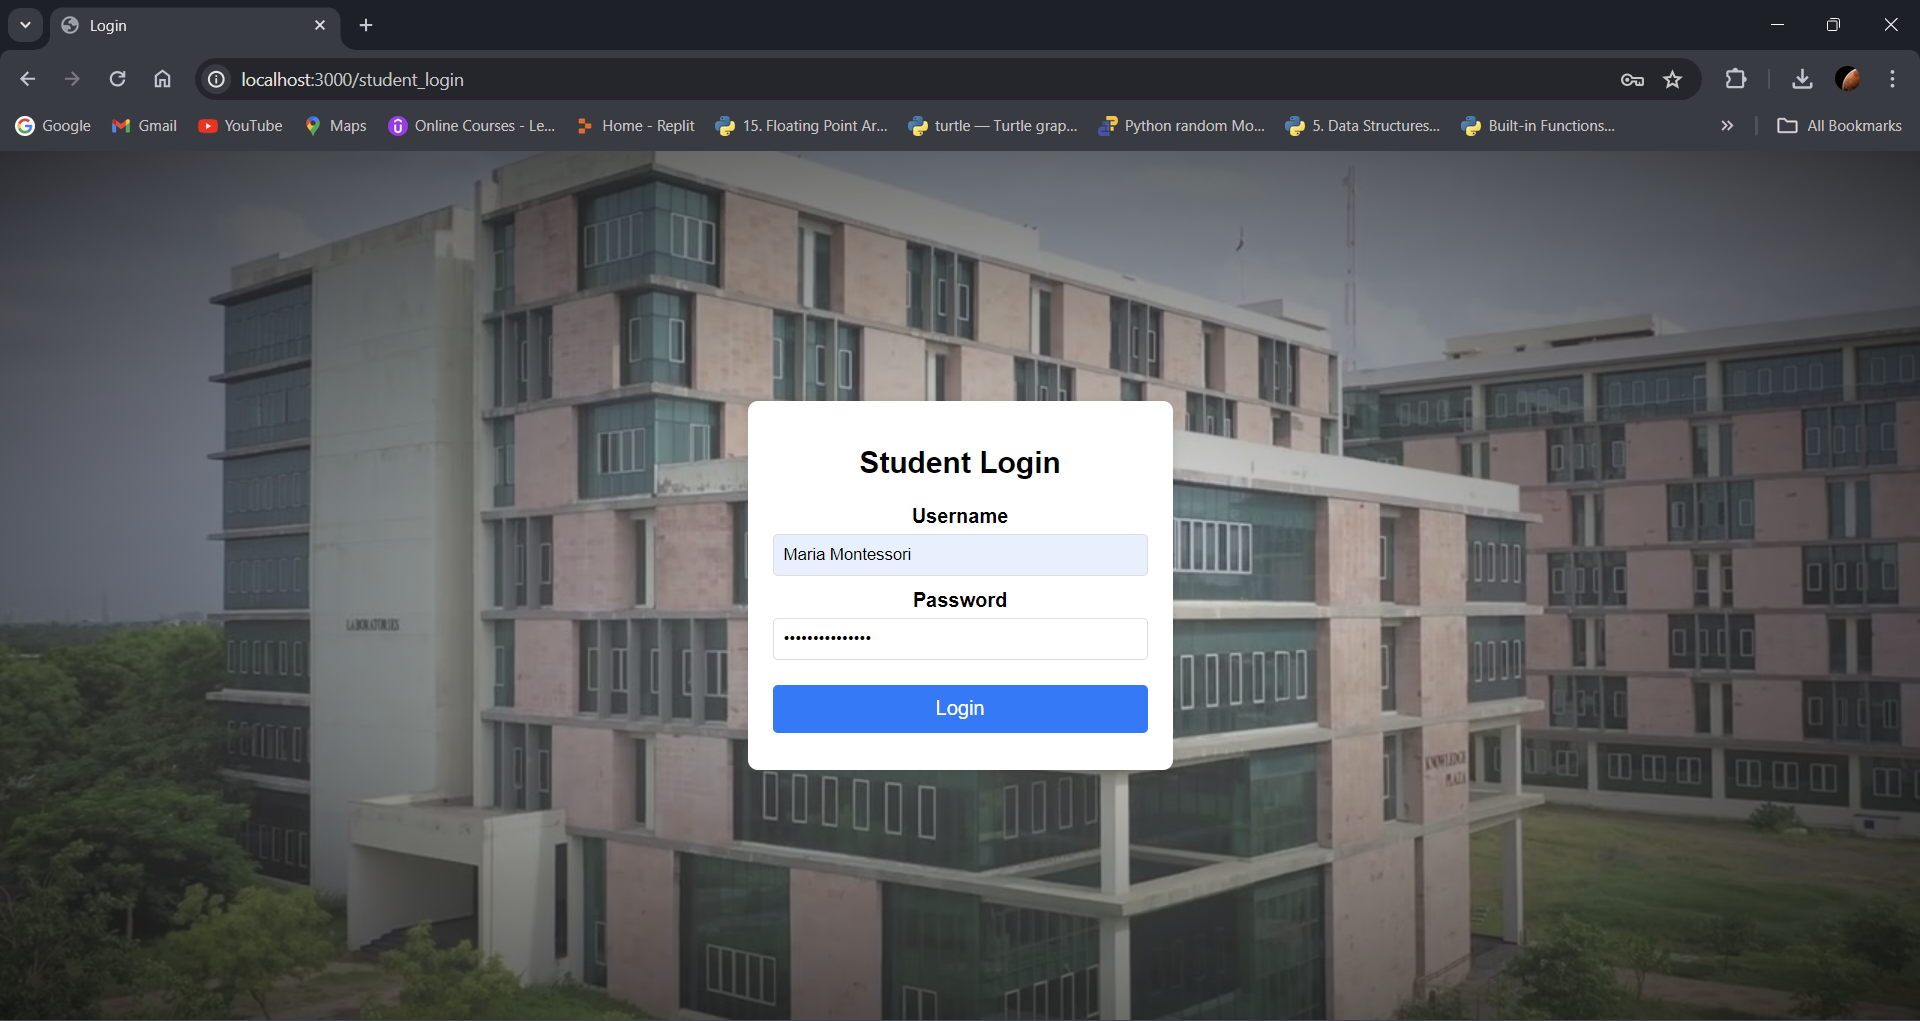 Login
localhost:3000/student_login
Google Gmail YouTube Maps Online Courses - Le... Home - Replit 15. Floating Point Ar... turtle — Turtle grap... Python random Mo... 5. Data Structures... Built-in Functions... » All Bookmarks
LABORATORIES
Student Login
Username
Maria Montessori
Password
•••••••••••••••
Login
KNOWLEDGE
PLAZA